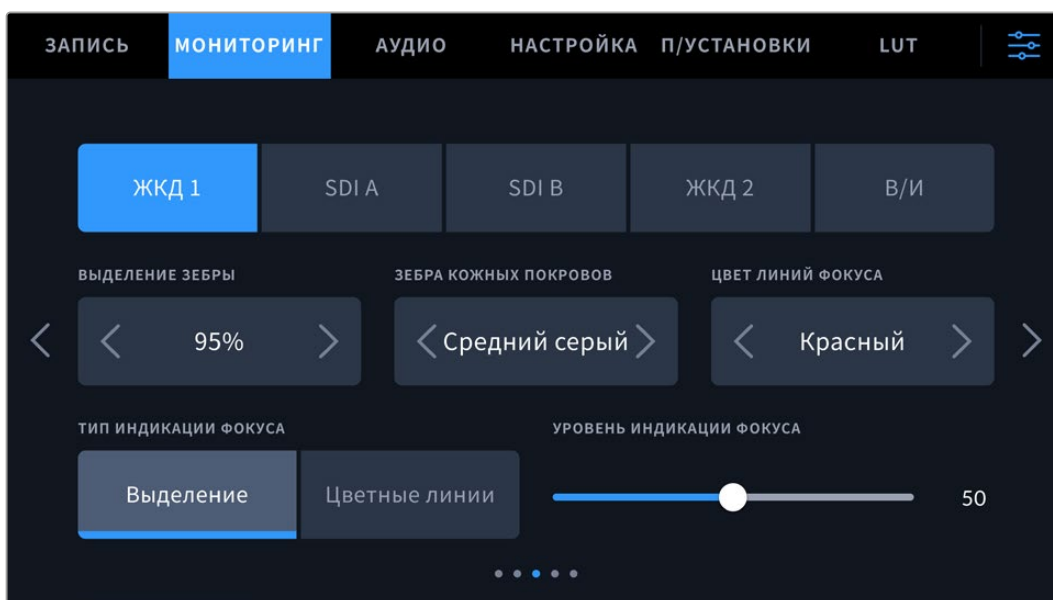 ЗАПИСЬ МОНИТОРИНГ АУДИО НАСТРОЙКА П/УСТАНОВКИ LUT
ЖКД 1 SDI A SDI B ЖКД 2 В/И
ВЫДЕЛЕНИЕ ЗЕБРЫ ЗЕБРА КОЖНЫХ ПОКРОВОВ ЦВЕТ ЛИНИЙ ФОКУСА
95% Средний серый Красный
ТИП ИНДИКАЦИИ ФОКУСА УРОВЕНЬ ИНДИКАЦИИ ФОКУСА
Выделение Цветные линии 50